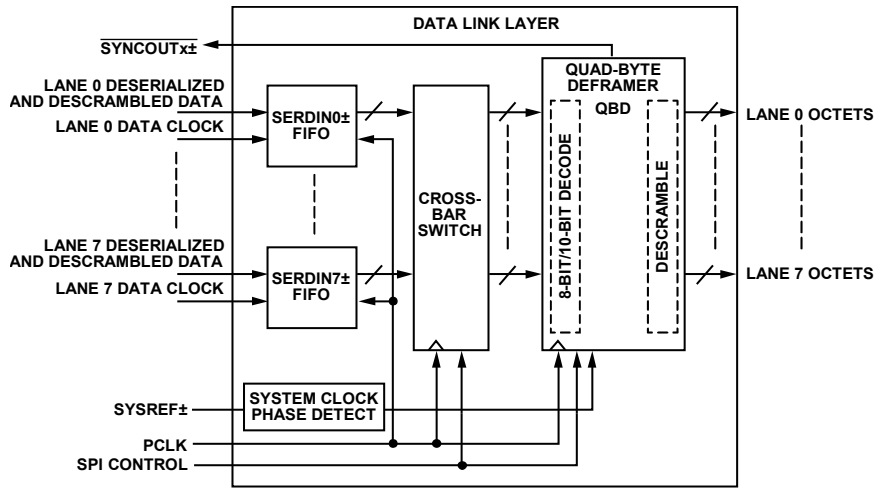 DATA LINK LAYER
SYNCOUTx±
LANE 0 DESERIALIZED
AND DESCRAMBLED DATA
LANE 0 DATA CLOCK
SERDIN0±
FIFO
CROSS-
BAR
SWITCH
QUAD-BYTE
DEFRAMER
QBD
8-BIT/10-BIT DECODE
DESCRAMBLE
LANE 0 OCTETS
LANE 7 DESERIALIZED
AND DESCRAMBLED DATA
LANE 7 DATA CLOCK
SERDIN7±
FIFO
LANE 7 OCTETS
SYSREF±
SYSTEM CLOCK
PHASE DETECT
PCLK
SPI CONTROL